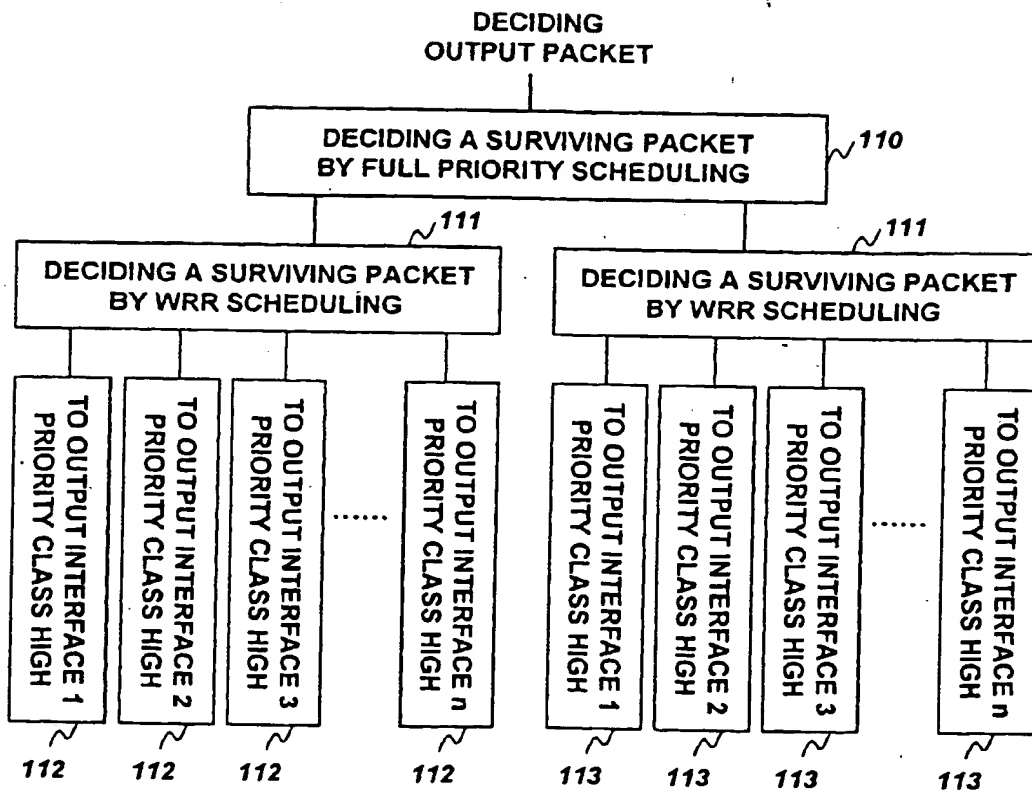 DECIDING
OUTPUT PACKET
DECIDING A SURVIVING PACKET
BY FULL PRIORITY SCHEDULING
110
111
111
DECIDING A SURVIVING PACKET
BY WRR SCHEDULING
DECIDING A SURVIVING PACKET
BY WRR SCHEDULING
TO OUTPUT INTERFACE 1
PRIORITY CLASS HIGH
TO OUTPUT INTERFACE 2
PRIORITY CLASS HIGH
TO OUTPUT INTERFACE 3
PRIORITY CLASS HIGH
........
TO OUTPUT INTERFACE n
PRIORITY CLASS HIGH
TO OUTPUT INTERFACE 1
PRIORITY CLASS HIGH
TO OUTPUT INTERFACE 2
PRIORITY CLASS HIGH
TO OUTPUT INTERFACE 3
PRIORITY CLASS HIGH
........
TO OUTPUT INTERFACE n
PRIORITY CLASS HIGH
112
112
112
112
113
113
113
113